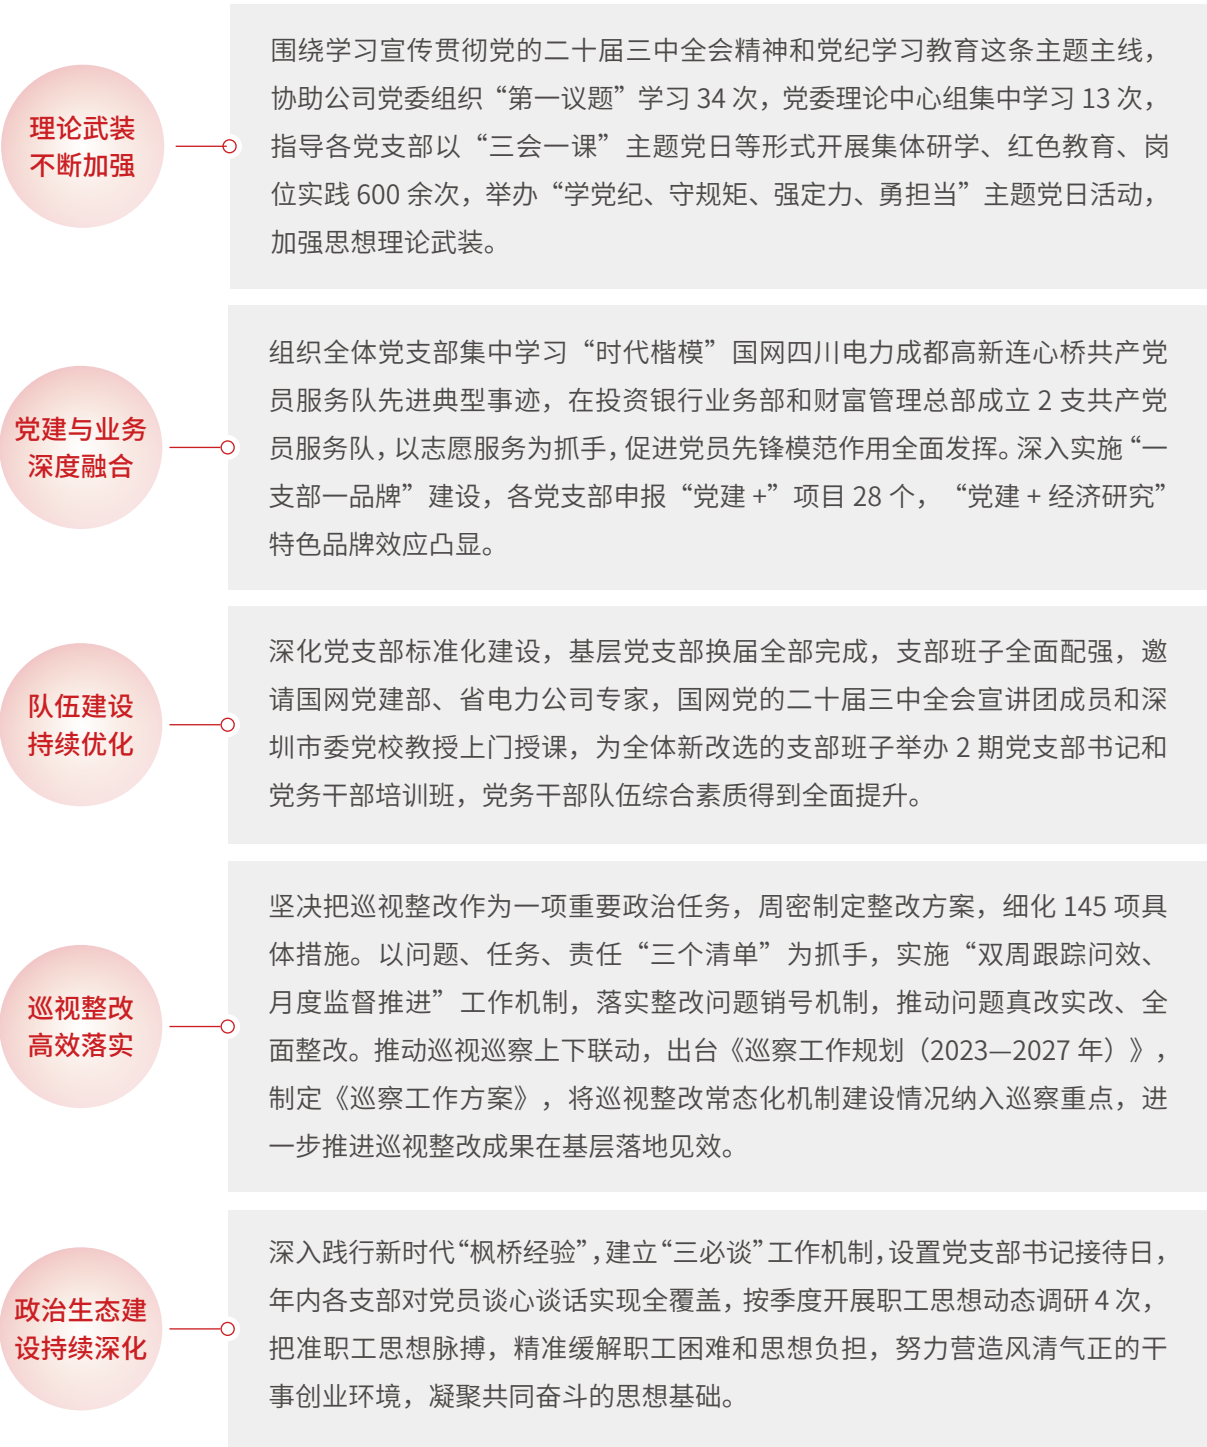 理论武装
不断加强
围绕学习宣传贯彻党的二十届三中全会精神和党纪学习教育这条主题主线，
协助公司党委组织“第一议题”学习 34 次，党委理论中心组集中学习 13 次，
指导各党支部以“三会一课”主题党日等形式开展集体研学、红色教育、岗
位实践 600 余次，举办“学党纪、守规矩、强定力、勇担当”主题党日活动，
加强思想理论武装。
党建与业务
深度融合
组织全体党支部集中学习“时代楷模”国网四川电力成都高新连心桥共产党
员服务队先进典型事迹，在投资银行业务部和财富管理总部成立 2 支共产党
员服务队，以志愿服务为抓手，促进党员先锋模范作用全面发挥。深入实施“一
支部一品牌”建设，各党支部申报“党建 +”项目 28 个，“党建 + 经济研究”
特色品牌效应凸显。
队伍建设
持续优化
深化党支部标准化建设，基层党支部换届全部完成，支部班子全面配强，邀
请国网党建部、省电力公司专家，国网党的二十届三中全会宣讲团成员和深
圳市委党校教授上门授课，为全体新改选的支部班子举办 2 期党支部书记和
党务干部培训班，党务干部队伍综合素质得到全面提升。
巡视整改
高效落实
坚决把巡视整改作为一项重要政治任务，周密制定整改方案，细化 145 项具
体措施。以问题、任务、责任“三个清单”为抓手，实施“双周跟踪问效、
月度监督推进”工作机制，落实整改问题销号机制，推动问题真改实改、全
面整改。推动巡视巡察上下联动，出台《巡察工作规划（2023—2027 年）》，
制定《巡察工作方案》，将巡视整改常态化机制建设情况纳入巡察重点，进
一步推进巡视整改成果在基层落地见效。
政治生态建
设持续深化
深入践行新时代“枫桥经验”，建立“三必谈”工作机制，设置党支部书记接待日，
年内各支部对党员谈心谈话实现全覆盖，按季度开展职工思想动态调研 4 次，
把准职工思想脉搏，精准缓解职工困难和思想负担，努力营造风清气正的干
事创业环境，凝聚共同奋斗的思想基础。